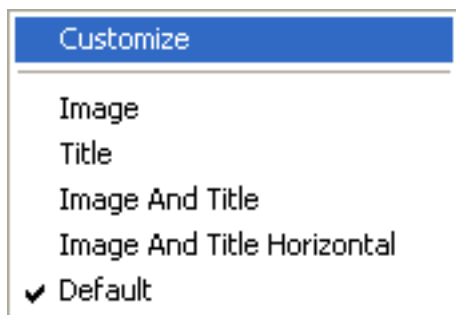 Customize
Image
Title
Image And Title
Image And Title Horizontal
Default